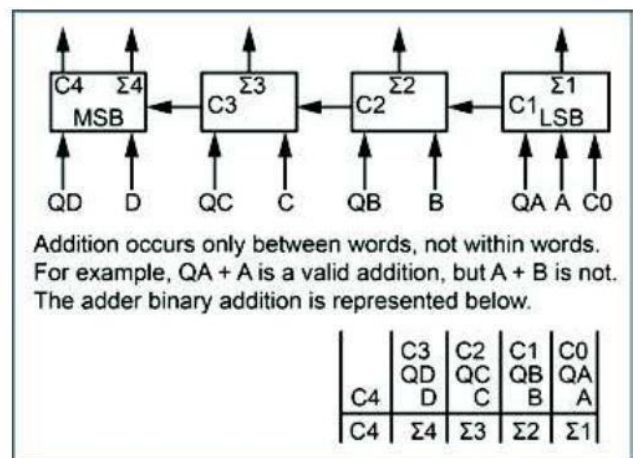 C4 Σ4 Σ3 Σ2 Σ1
MSB C3 C2 C1 LSB
QD D QC C QB B QA A C0
Addition occurs only between words, not within words.
For example, QA + A is a valid addition, but A + B is not.
The adder binary addition is represented below.
C3 C2 C1 C0
QD QC QB QA
C4 D C B A
C4 Σ4 Σ3 Σ2 Σ1